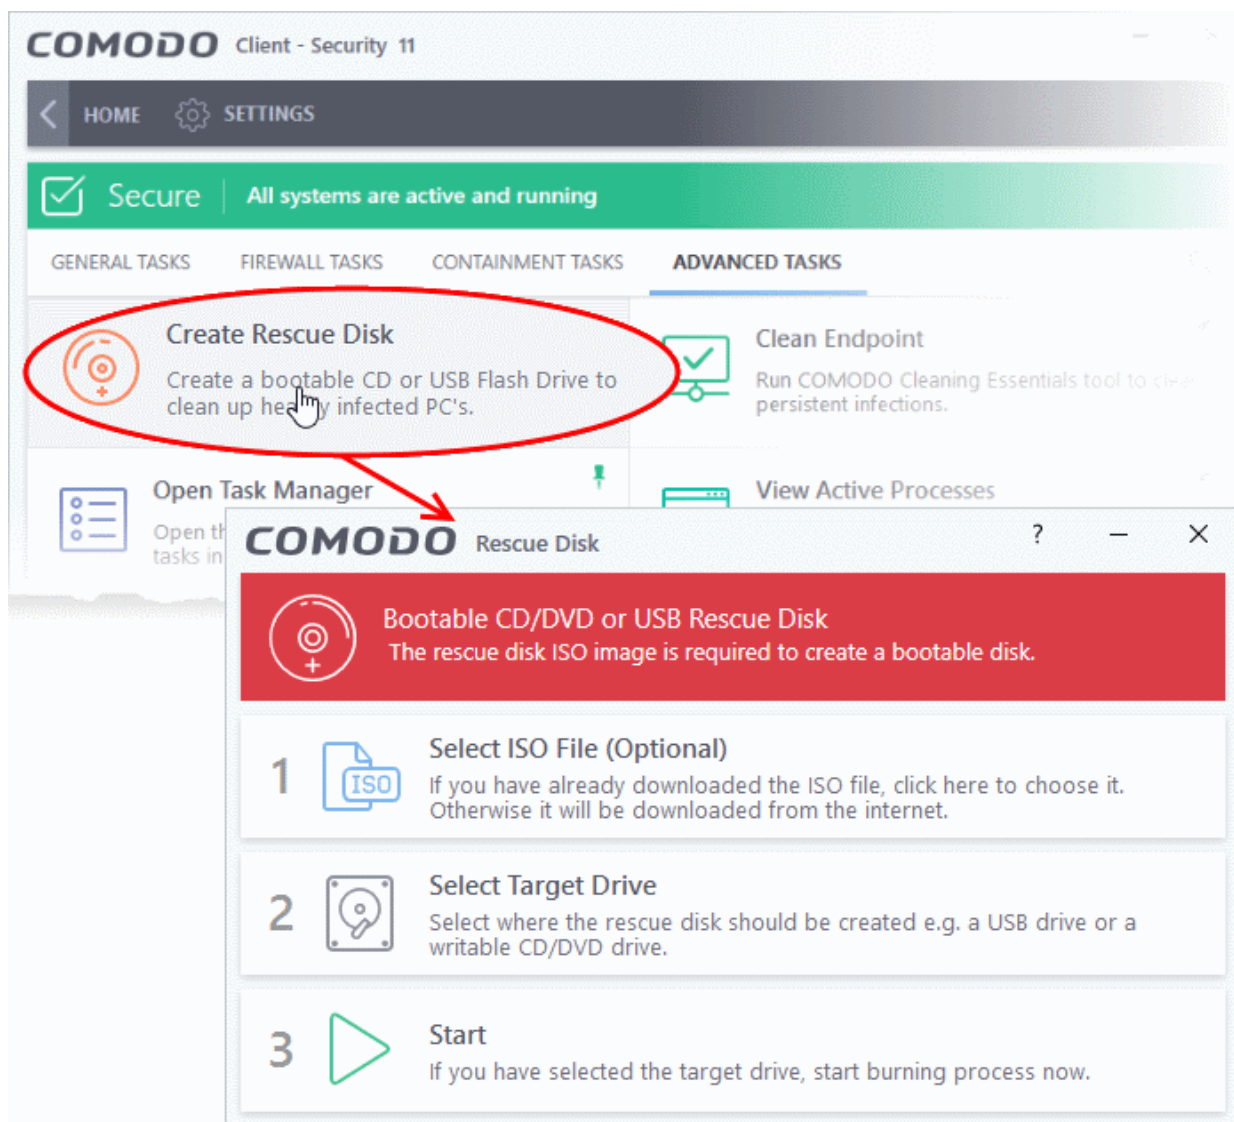 COMODO Client - Security 11
HOME SETTINGS
Secure All systems are active and running
GENERAL TASKS FIREWALL TASKS CONTAINMENT TASKS ADVANCED TASKS
Create Rescue Disk
Create a bootable CD or USB Flash Drive to
clean up infected PC's.
Clean Endpoint
Run COMODO Cleaning Essentials tool to
persistent infections.
Open Task Manager
Open
tasks in
View Active Processes
COMODO Rescue Disk ?
Bootable CD/DVD or USB Rescue Disk
The rescue disk ISO image is required to create a bootable disk.
1
ISO
Select ISO File (Optional)
If you have already downloaded the ISO file, click here to choose it.
Otherwise it will be downloaded from the internet.
2
Select Target Drive
Select where the rescue disk should be created e.g. a USB drive or a
writable CD/DVD drive.
3
Start
If you have selected the target drive, start burning process now.